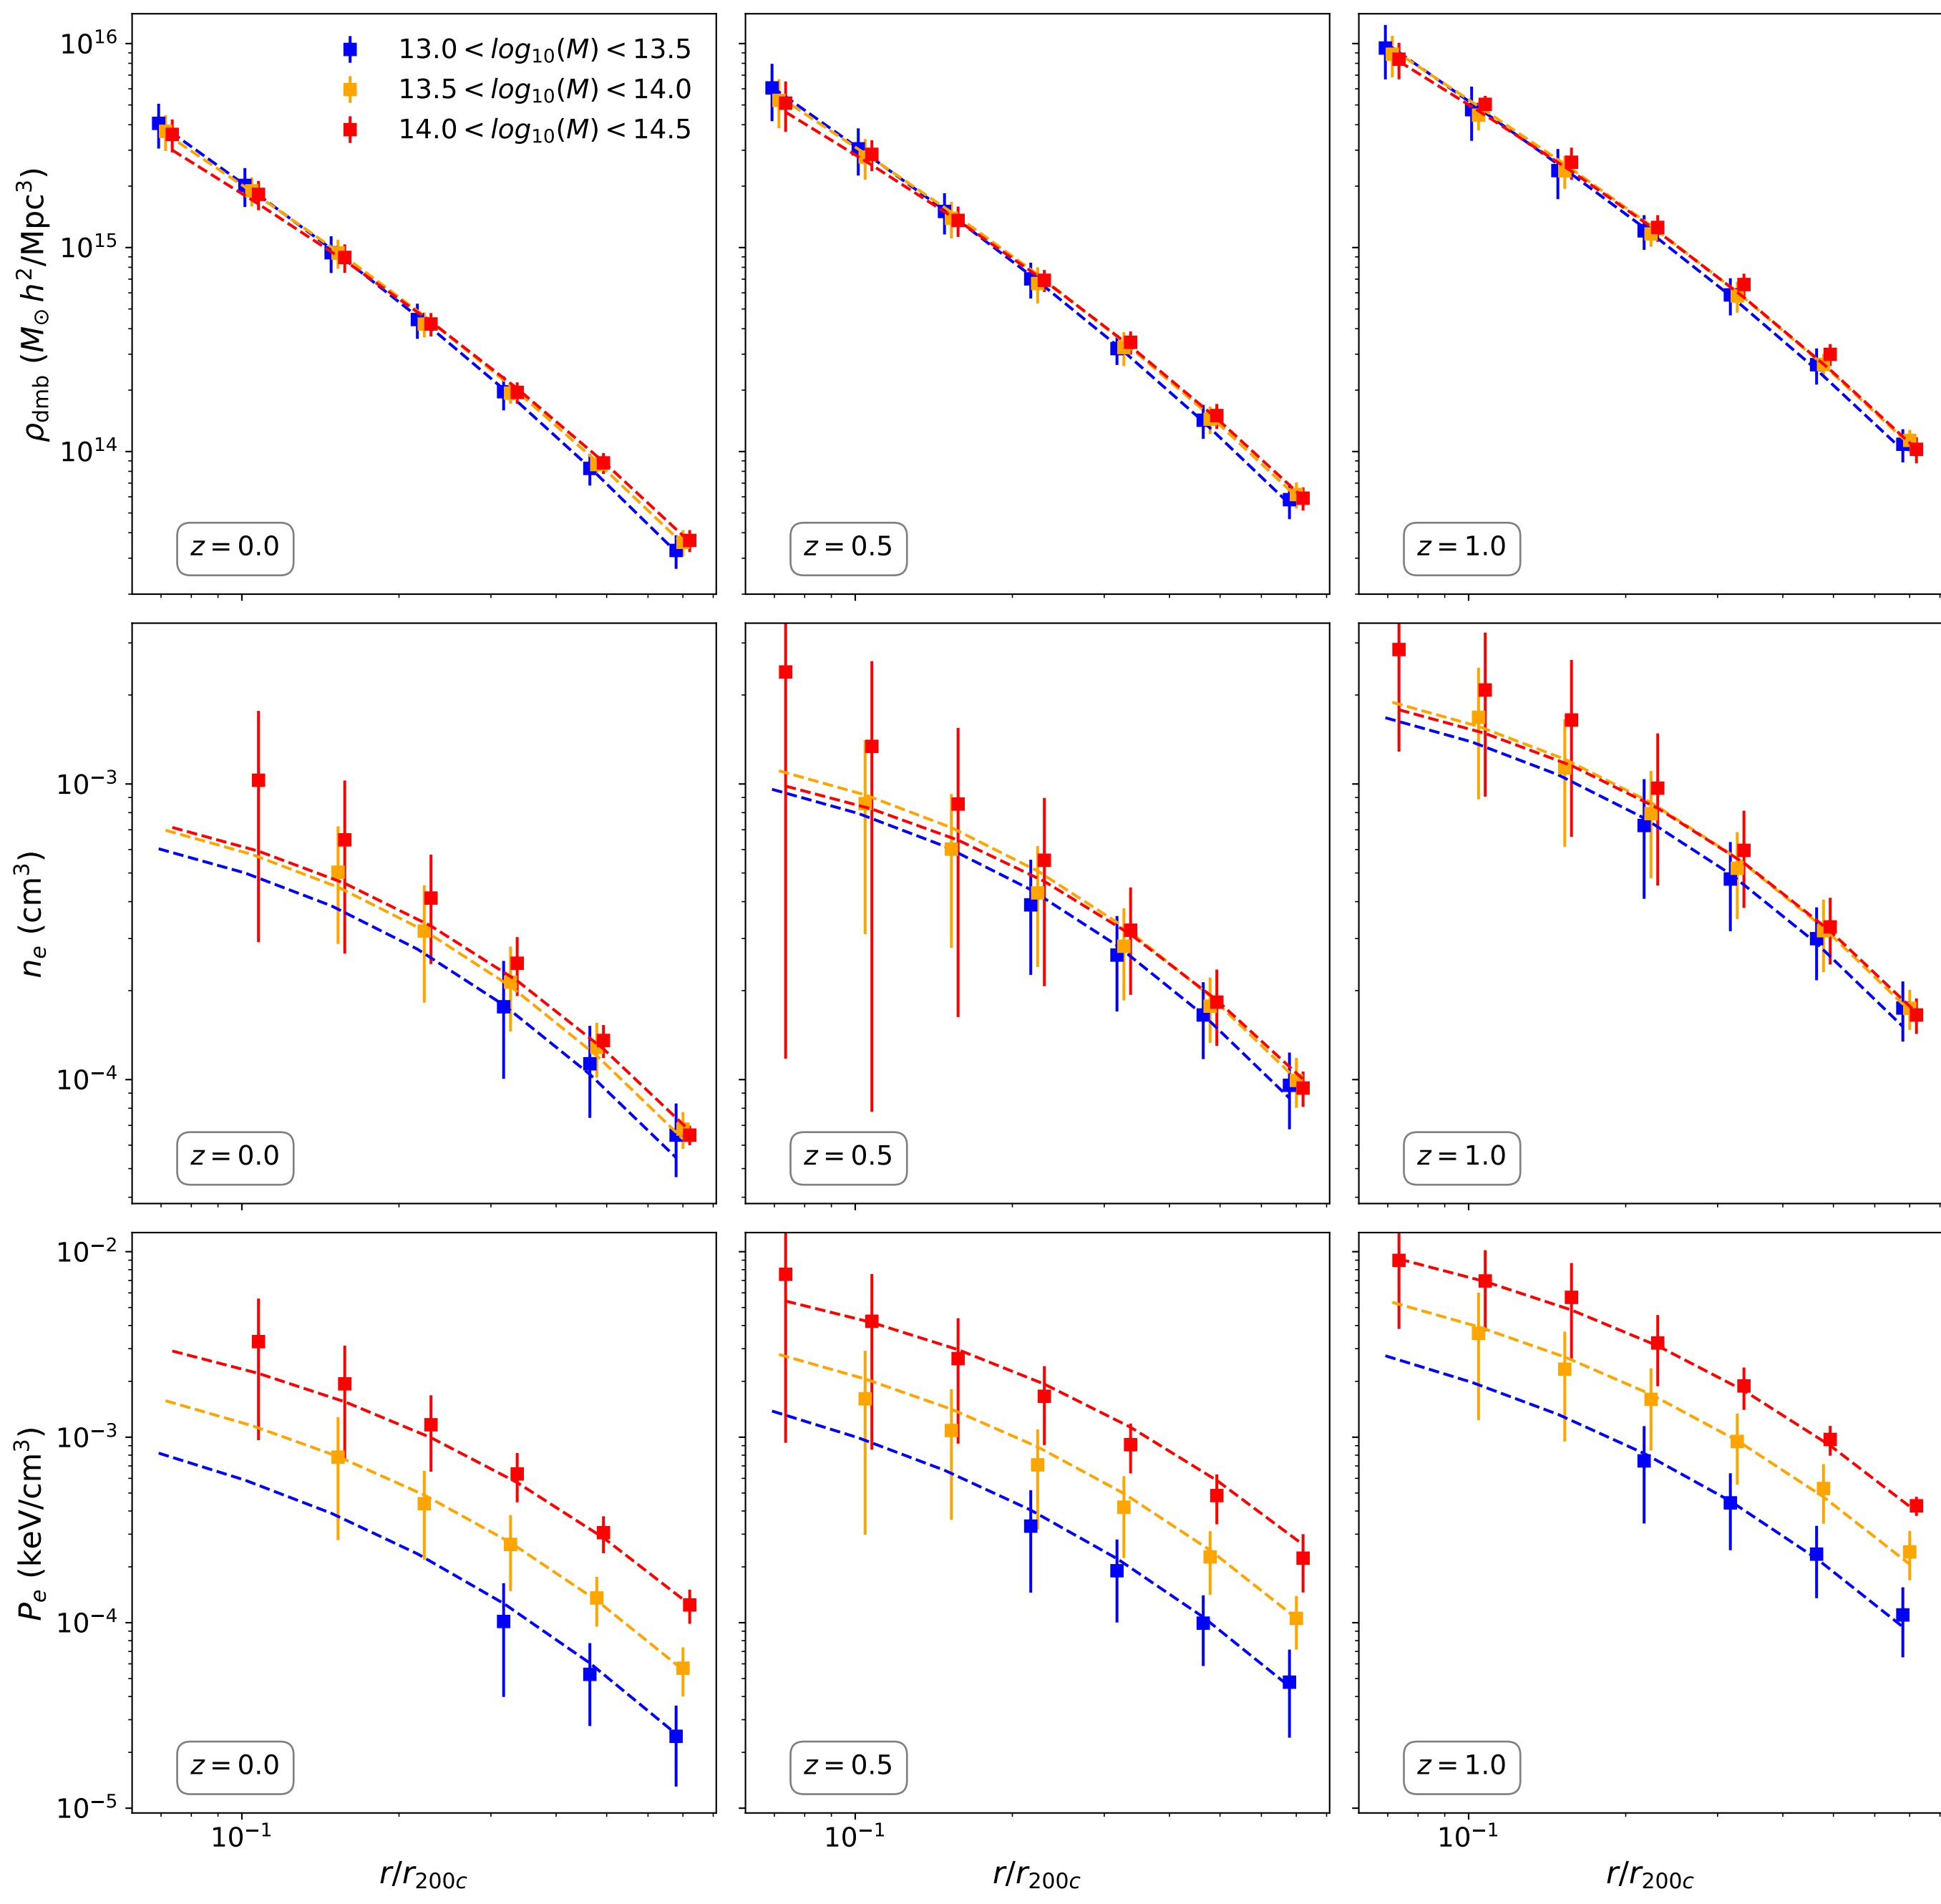 10^16
10^15
10^14
ρ_dmb (M_⊙ h^2/Mpc^3)
13.0 < log_10(M) < 13.5
13.5 < log_10(M) < 14.0
14.0 < log_10(M) < 14.5
z = 0.0
z = 0.5
z = 1.0
10^−3
10^−4
n_e (cm^3)
z = 0.0
z = 0.5
z = 1.0
10^−2
10^−3
10^−4
10^−5
P_e (keV/cm^3)
z = 0.0
z = 0.5
z = 1.0
10^−1
10^−1
10^−1
r/r_200c
r/r_200c
r/r_200c